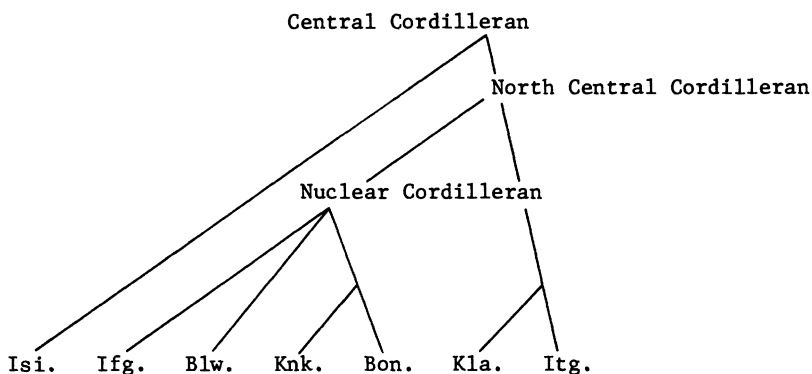 Central Cordilleran
North Central Cordilleran
Nuclear Cordilleran
Isi. Ifg. Blw. Knk. Bon. Kla. Itg.